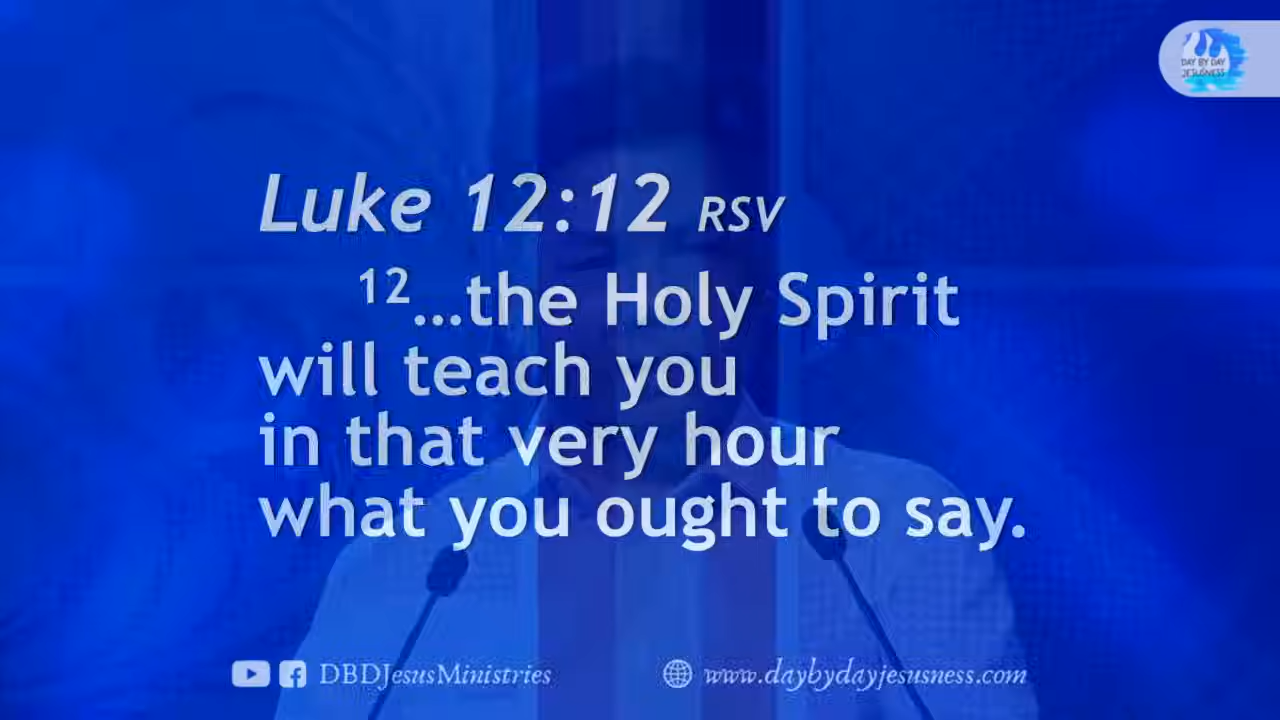 DAY BY DAY
JESUSNESS
Luke 12:12 RSV
12...the Holy Spirit
will teach you
in that very hour
what you ought to say.
DBDJesusMinistries
www.daybydayjesusness.com